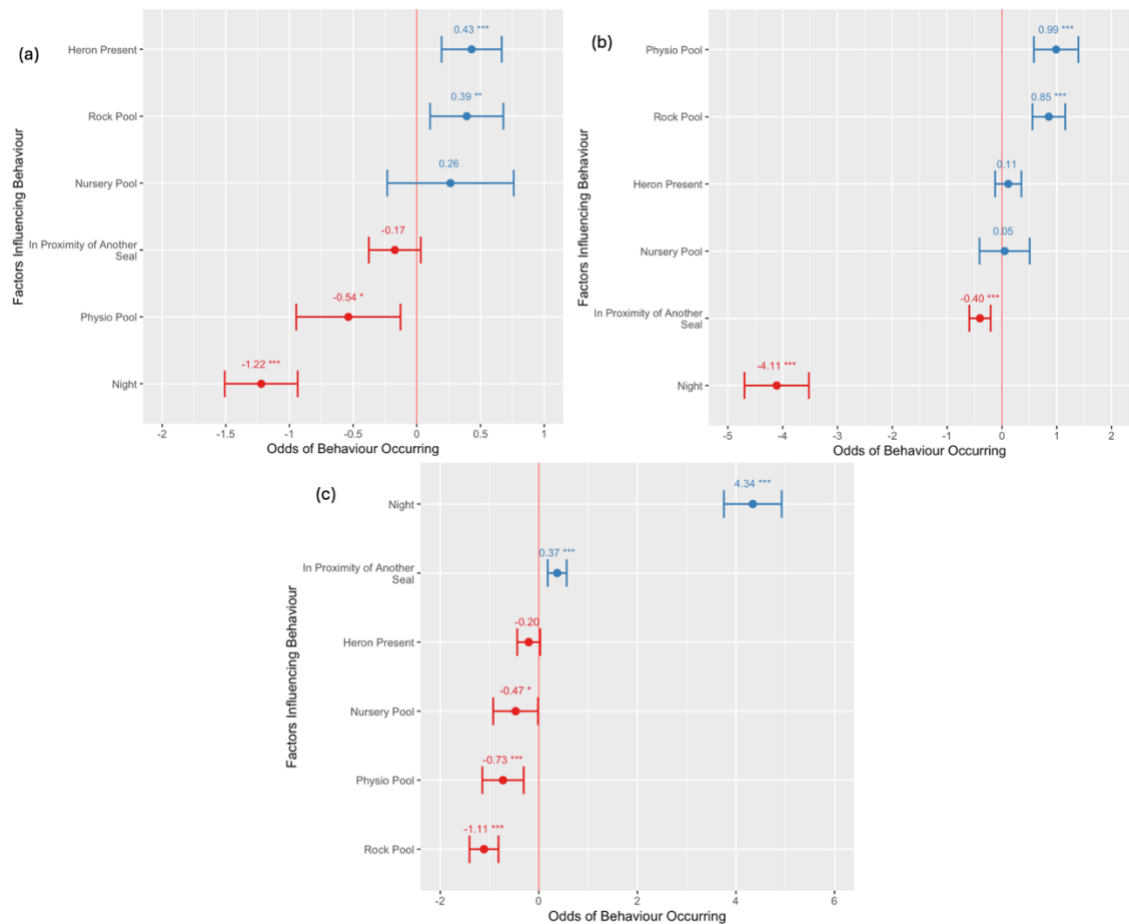 (a)
Factors Influencing Behaviour
Heron Present
0.43 ***
Rock Pool
0.39 **
Nursery Pool
0.26
In Proximity of Another
Seal
-0.17
Physio Pool
-0.54 *
Night
-1.22 ***
-2 -1.5 -1 -0.5 0 0.5 1
Odds of Behaviour Occurring
(b)
Factors Influencing Behaviour
Physio Pool
0.99 ***
Rock Pool
0.85 ***
Heron Present
0.11
Nursery Pool
0.05
In Proximity of Another
Seal
-0.40 ***
Night
-4.11 ***
-5 -4 -3 -2 -1 0 1 2
Odds of Behaviour Occurring
(c)
Factors Influencing Behaviour
Night
4.34 ***
In Proximity of Another
Seal
0.37 ***
Heron Present
-0.20
Nursery Pool
-0.47 *
Physio Pool
-0.73 ***
Rock Pool
-1.11 ***
-2 0 2 4 6
Odds of Behaviour Occurring